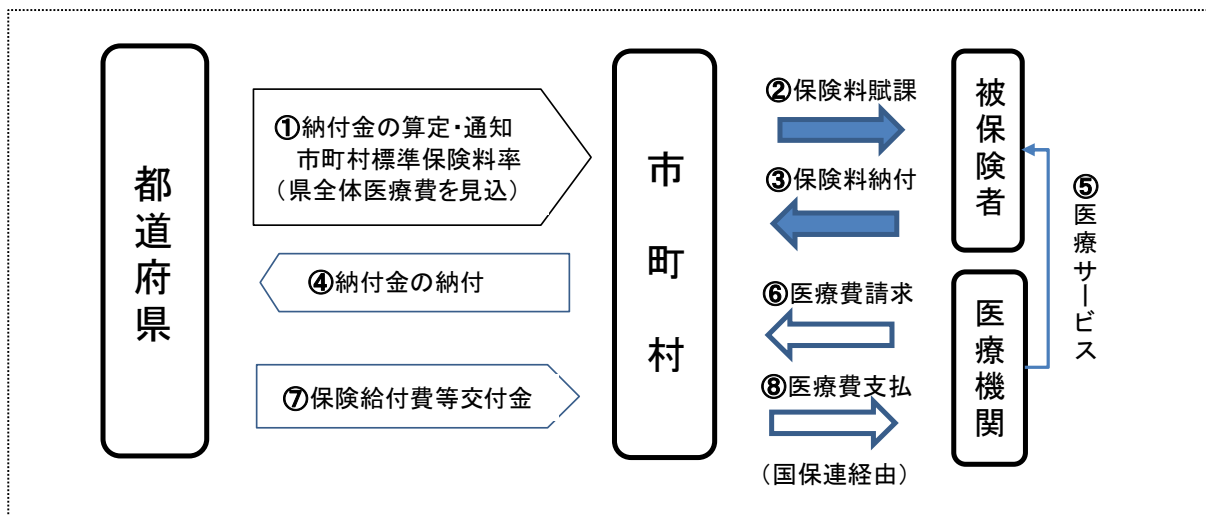 都道府県
①納付金の算定・通知
市町村標準保険料率
（県全体医療費を見込）
④納付金の納付
⑦保険給付費等交付金
市町村
②保険料賦課
③保険料納付
⑥医療費請求
⑧医療費支払
（国保連経由）
被保険者
医療機関
⑤医療サービス